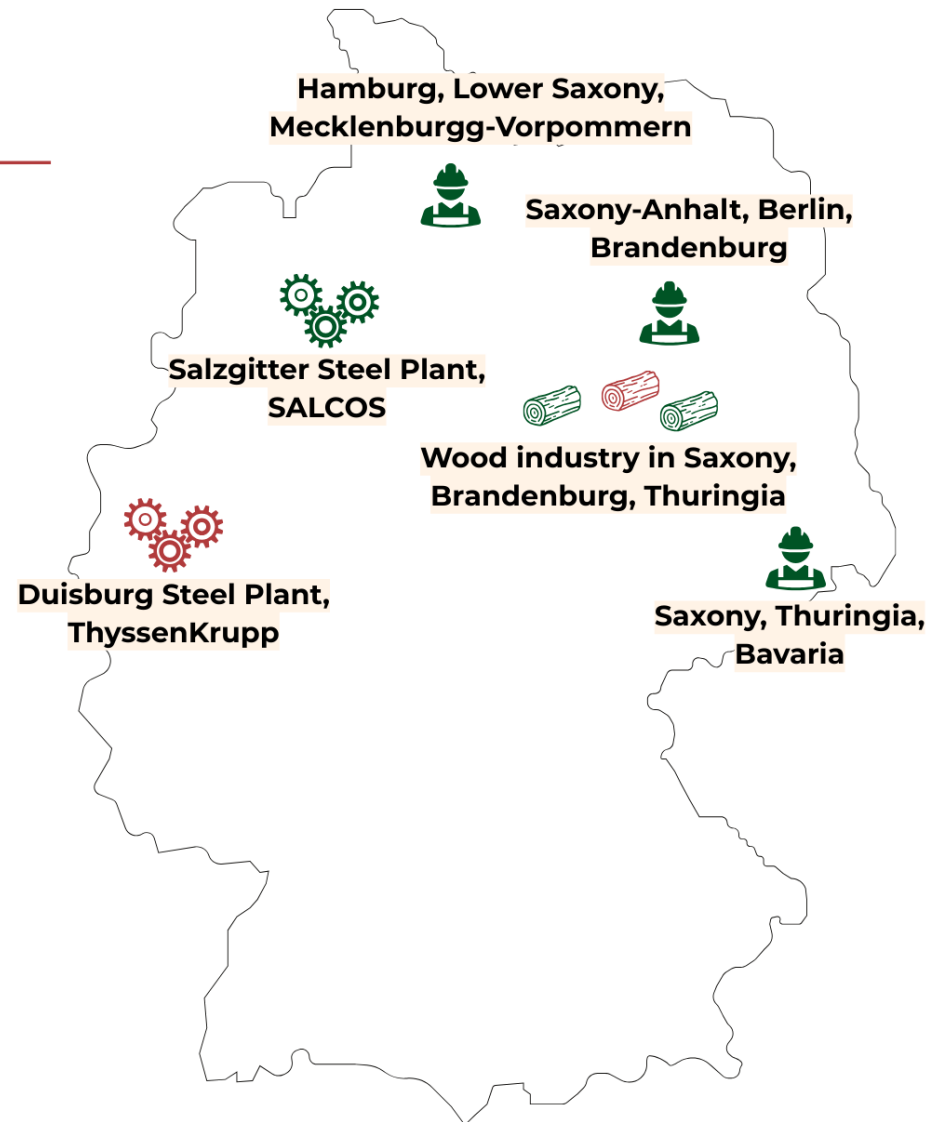 Hamburg, Lower Saxony,
Mecklenburgg-Vorpommern
Saxony-Anhalt, Berlin,
Brandenburg
Salzgitter Steel Plant,
SALCOS
Wood industry in Saxony,
Brandenburg, Thuringia
Duisburg Steel Plant,
ThyssenKrupp
Saxony, Thuringia,
Bavaria